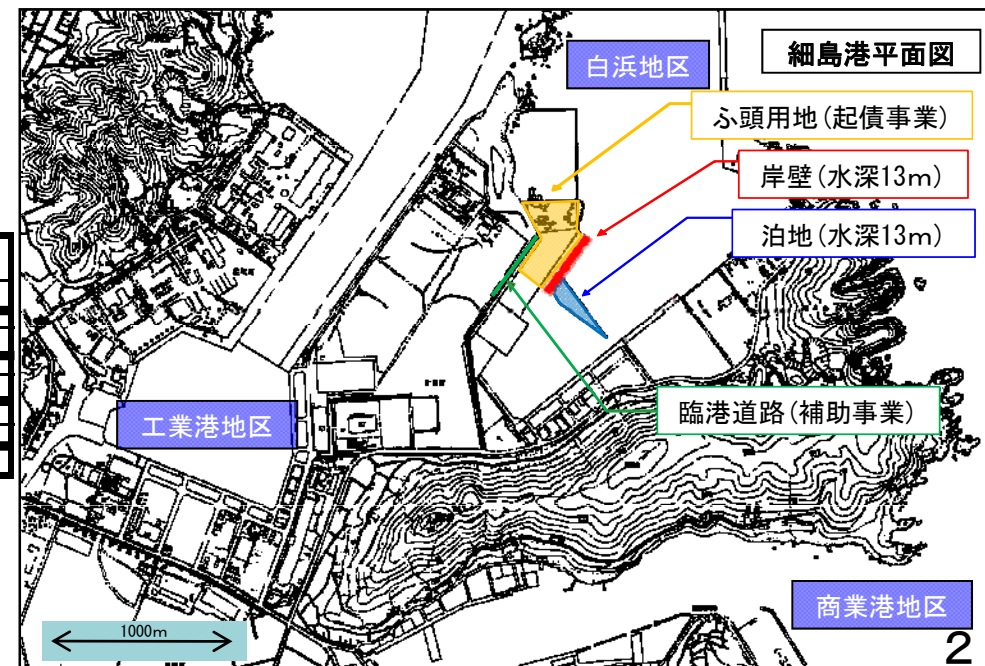 細島港平面図
白浜地区
ふ頭用地(起債事業)
岸壁(水深13m)
泊地(水深13m)
臨港道路(補助事業)
工業港地区
商業港地区
1000m
2